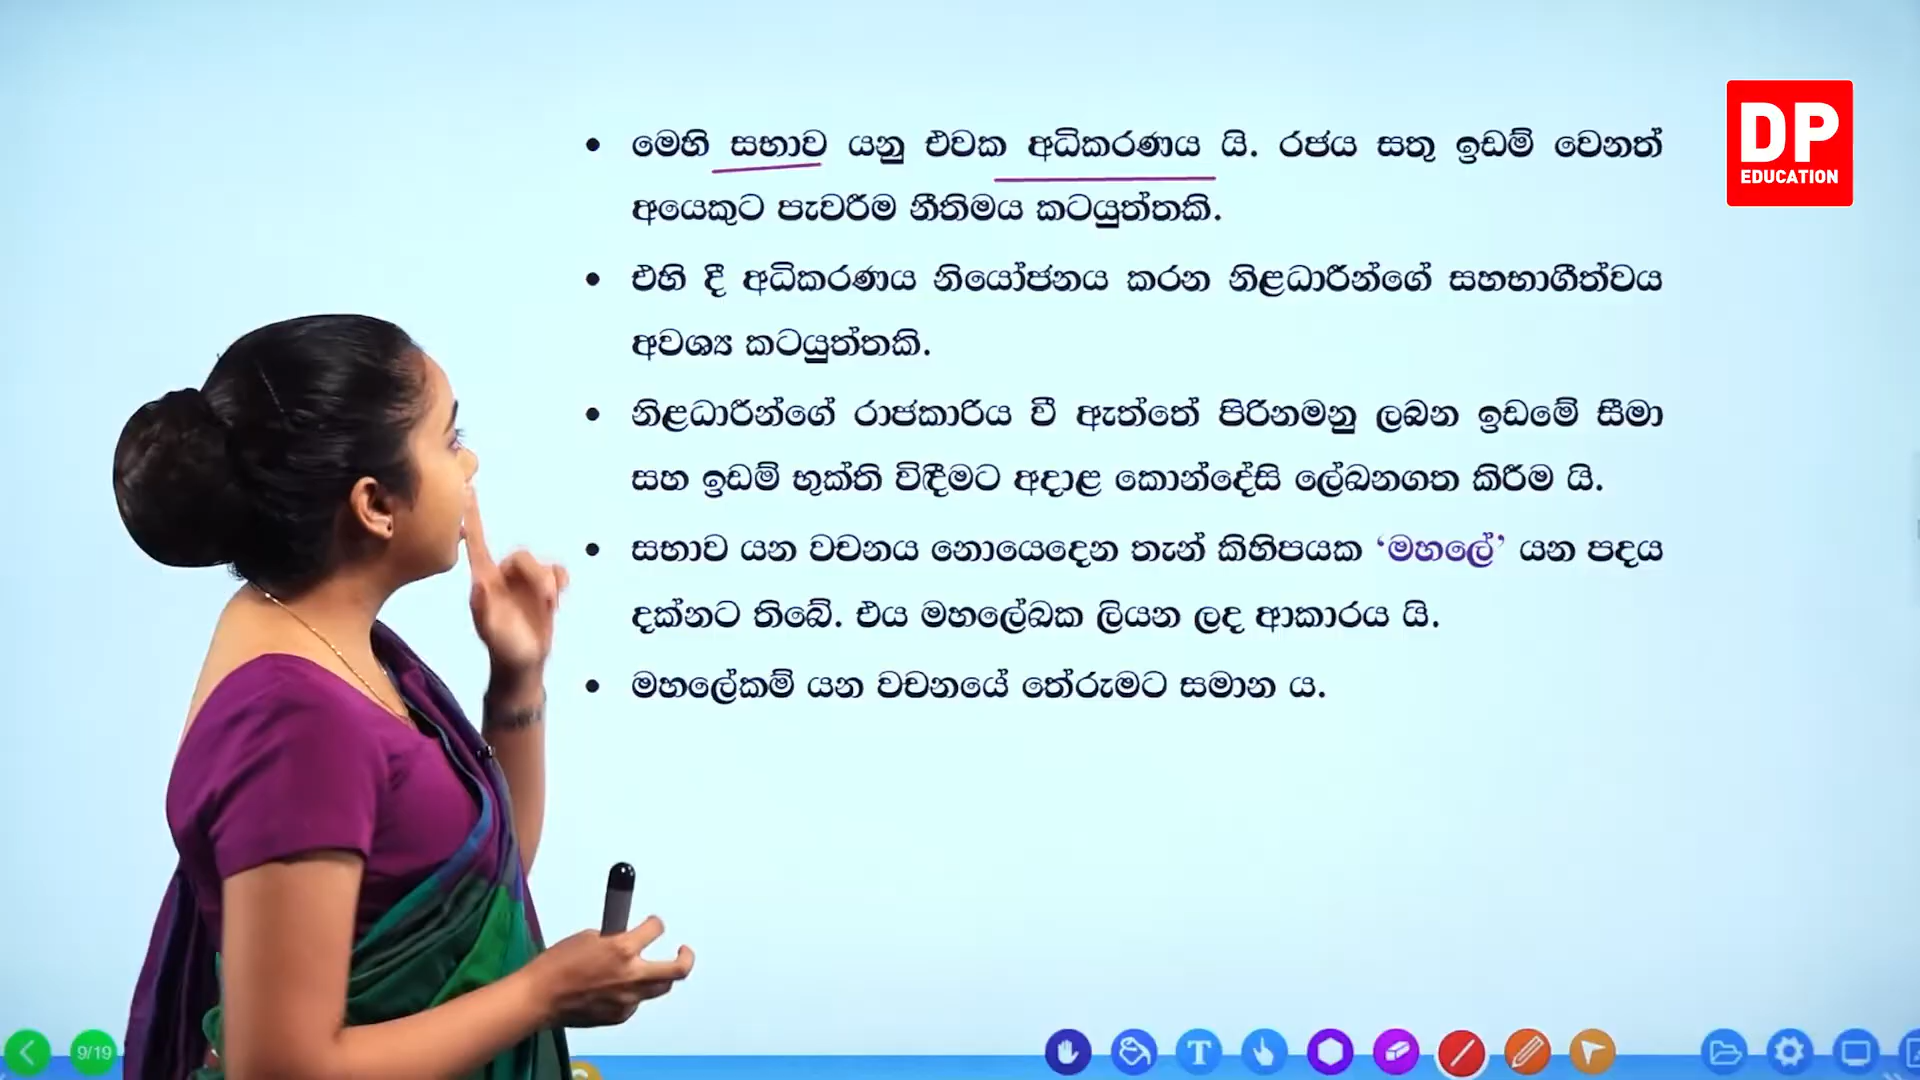 DP
EDUCATION
• මෙහි සභාව යනු එවක අධිකරණය යි. රජය සතු ඉඩම් වෙනත්
අයෙකුට පැවරීම නීතිමය කටයුත්තකි.
• එහි දී අධිකරණය නියෝජනය කරන නිළධාරීන්ගේ සහභාගීත්වය
අවශ්‍ය කටයුත්තකි.
• නිළධාරීන්ගේ රාජකාරිය වී ඇත්තේ පිරිනමනු ලබන ඉඩමේ සීමා
සහ ඉඩම් භුක්ති විඳීමට අදාළ කොන්දේසි ලේඛනගත කිරීම යි.
• සභාව යන වචනය නොයෙදෙන තැන් කිහිපයක ‘මහලේ’ යන පදය
දක්නට තිබේ. එය මහලේඛක ලියන ලද ආකාරය යි.
• මහලේකම් යන වචනයේ තේරුමට සමාන ය.
9/19
T